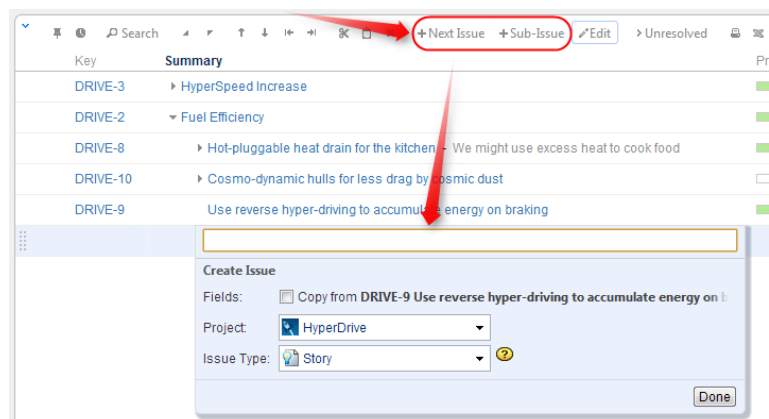 Search + Next Issue + Sub-Issue Edit > Unresolved
Key Summary Pr
DRIVE-3 HyperSpeed Increase
DRIVE-2 Fuel Efficiency
DRIVE-8 Hot-pluggable heat drain for the kitchen - We might use excess heat to cook food
DRIVE-10 Cosmo-dynamic hulls for less drag by cosmic dust
DRIVE-9 Use reverse hyper-driving to accumulate energy on braking
Create Issue
Fields: Copy from DRIVE-9 Use reverse hyper-driving to accumulate energy on b
Project: HyperDrive
Issue Type: Story ?
Done